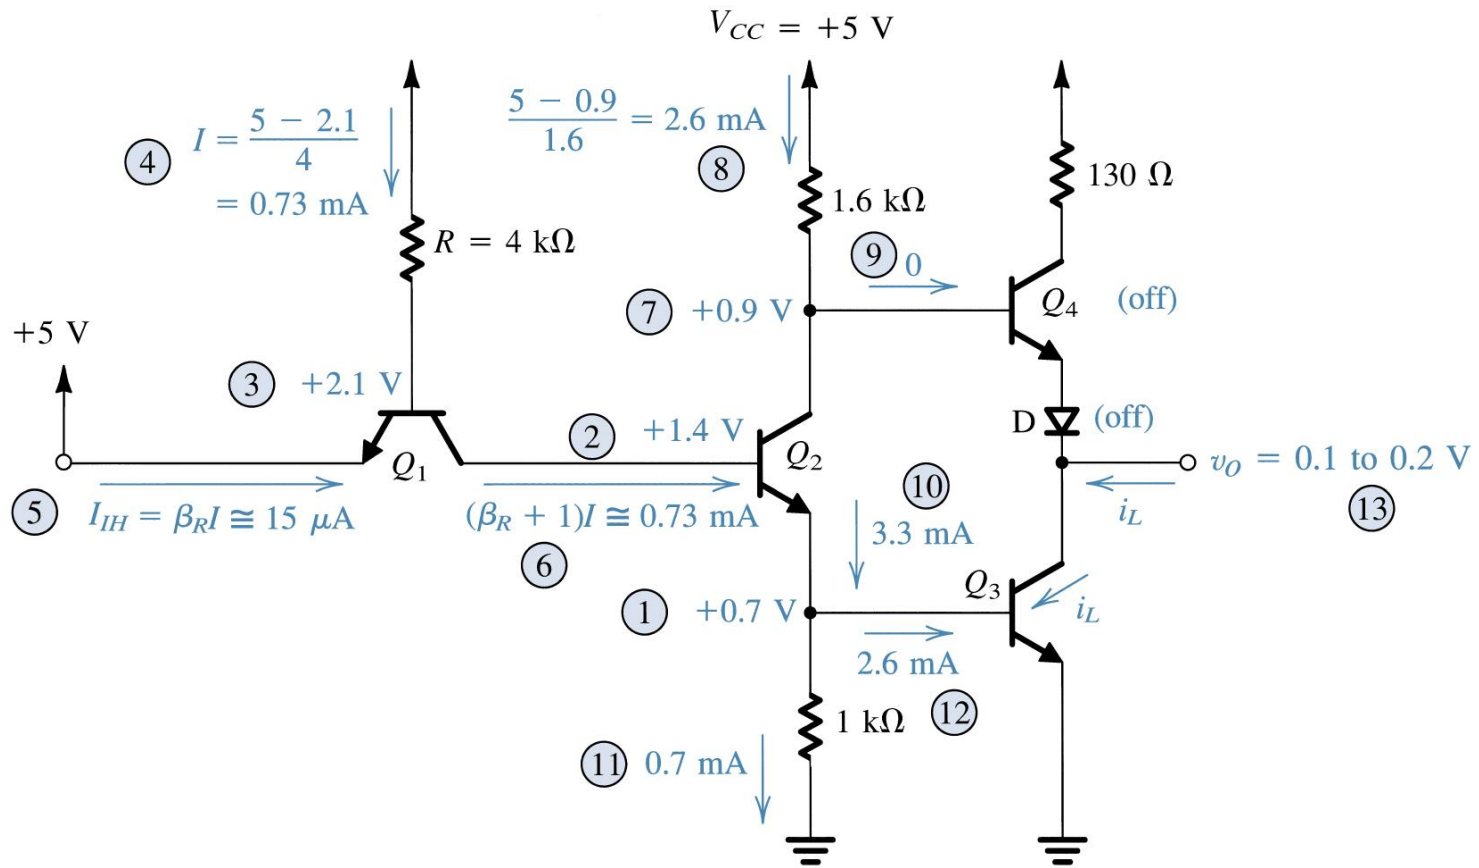 V_CC = +5 V
④ I = (5 − 2.1)/4
= 0.73 mA
(5 − 0.9)/1.6 = 2.6 mA
⑧
R = 4 kΩ
1.6 kΩ
130 Ω
⑨ 0
⑦ +0.9 V
Q₄ (off)
+5 V
③ +2.1 V
Q₁
② +1.4 V
Q₂
D (off)
v_O = 0.1 to 0.2 V
⑬
i_L
⑤ I_IH = β_R I ≅ 15 μA
(β_R + 1)I ≅ 0.73 mA
⑥
⑩
3.3 mA
Q₃
i_L
① +0.7 V
2.6 mA
⑫
1 kΩ
⑪ 0.7 mA